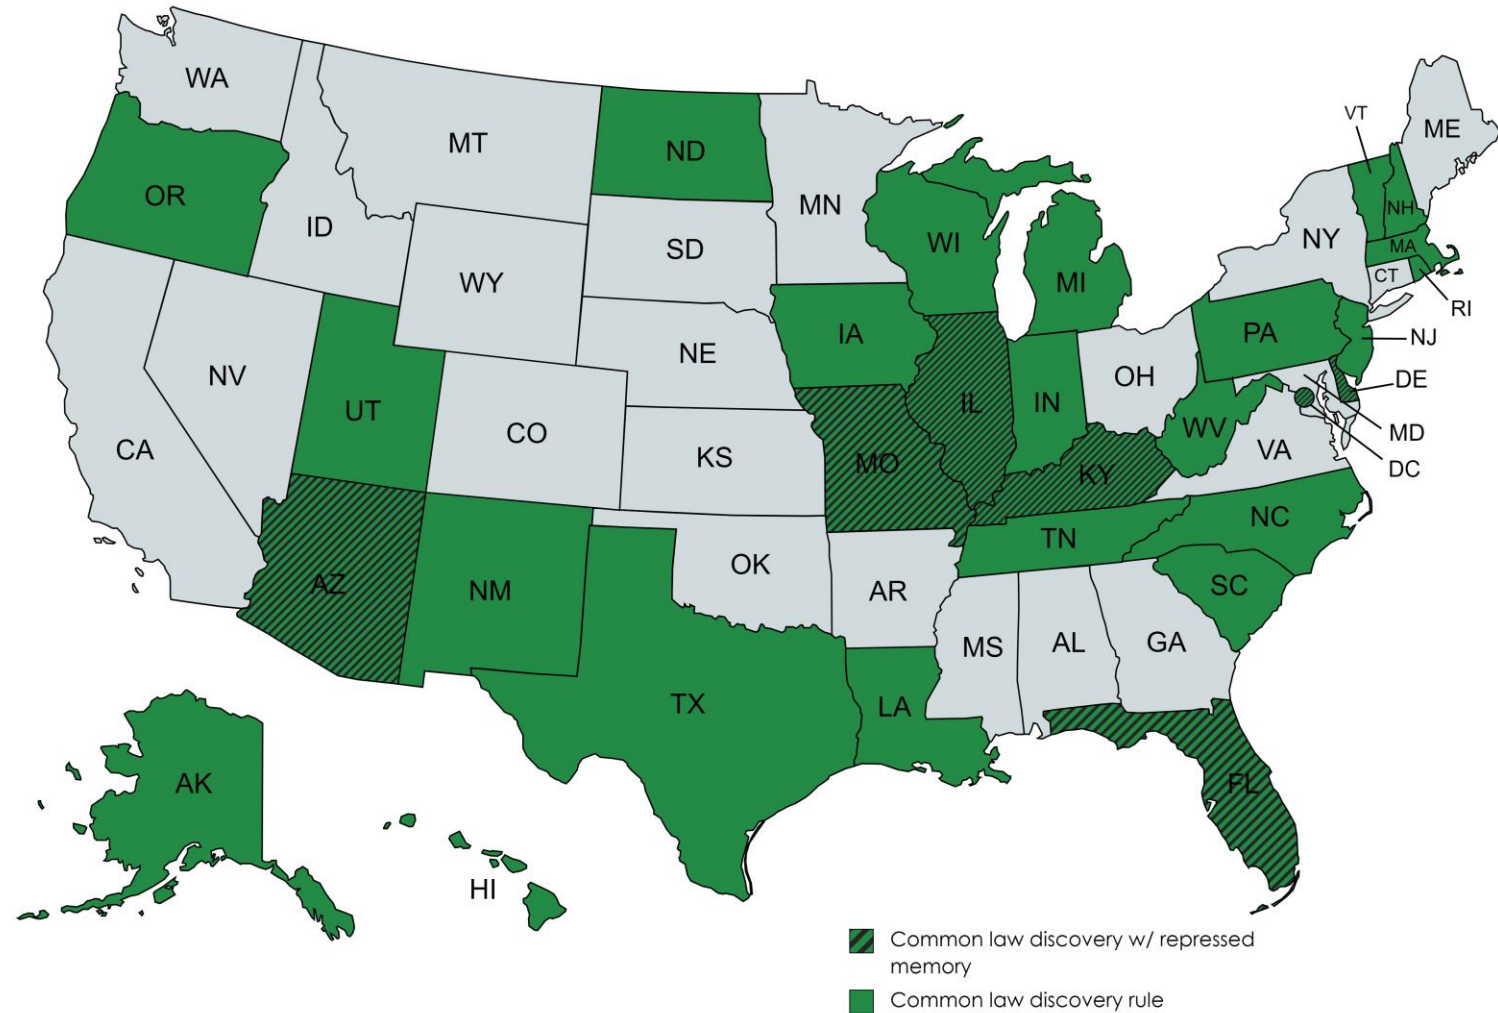 WA
MT
ND
VT
ME
OR
MN
ID
SD
WI
NY
NH
MA
WY
MI
CT
RI
IA
PA
NJ
NE
NV
OH
DE
UT
IL
IN
CA
CO
MD
WV
VA
KS
MO
KY
DC
NC
TN
OK
AZ
NM
AR
SC
MS
AL
GA
TX
LA
AK
FL
HI
Common law discovery w/ repressed
memory
Common law discovery rule